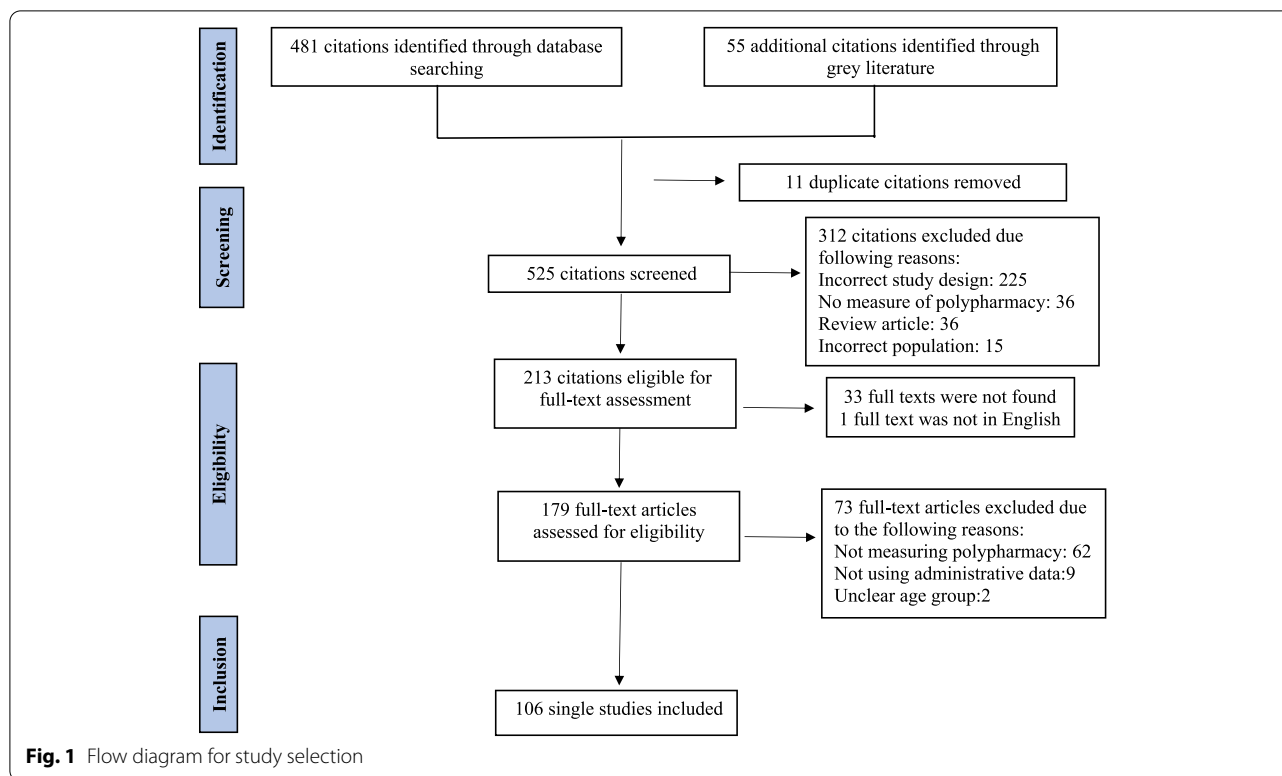 Identification
481 citations identified through database
searching
55 additional citations identified through
grey literature
11 duplicate citations removed
Screening
525 citations screened
312 citations excluded due
following reasons:
Incorrect study design: 225
No measure of polypharmacy: 36
Review article: 36
Incorrect population: 15
Eligibility
213 citations eligible for
full-text assessment
33 full texts were not found
1 full text was not in English
179 full-text articles
assessed for eligibility
73 full-text articles excluded due
to the following reasons:
Not measuring polypharmacy: 62
Not using administrative data:9
Unclear age group:2
Inclusion
106 single studies included
Fig. 1 Flow diagram for study selection